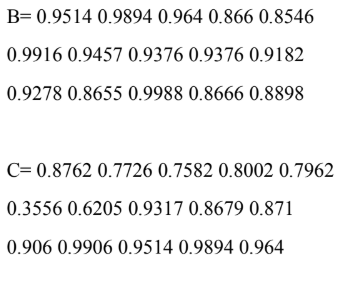 B= 0.9514 0.9894 0.964 0.866 0.8546
0.9916 0.9457 0.9376 0.9376 0.9182
0.9278 0.8655 0.9988 0.8666 0.8898
C= 0.8762 0.7726 0.7582 0.8002 0.7962
0.3556 0.6205 0.9317 0.8679 0.871
0.906 0.9906 0.9514 0.9894 0.964